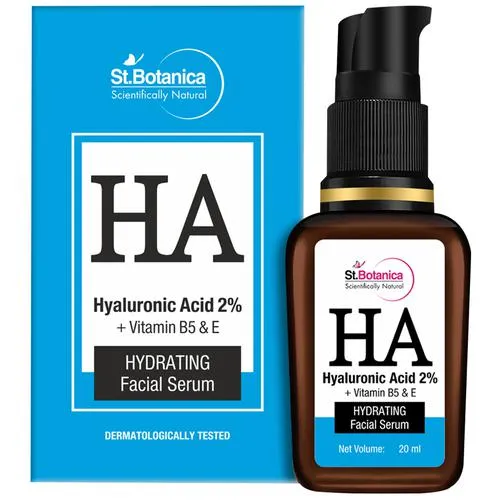 St.Botanica
Scientifically Natural
HA
Hyaluronic Acid 2%
+ Vitamin B5 & E
HYDRATING
Facial Serum
DERMATOLOGICALLY TESTED
St.Botanica
Scientifically Natural
HA
Hyaluronic Acid 2%
+ Vitamin B5 & E
HYDRATING
Facial Serum
Net Volume: 20 ml